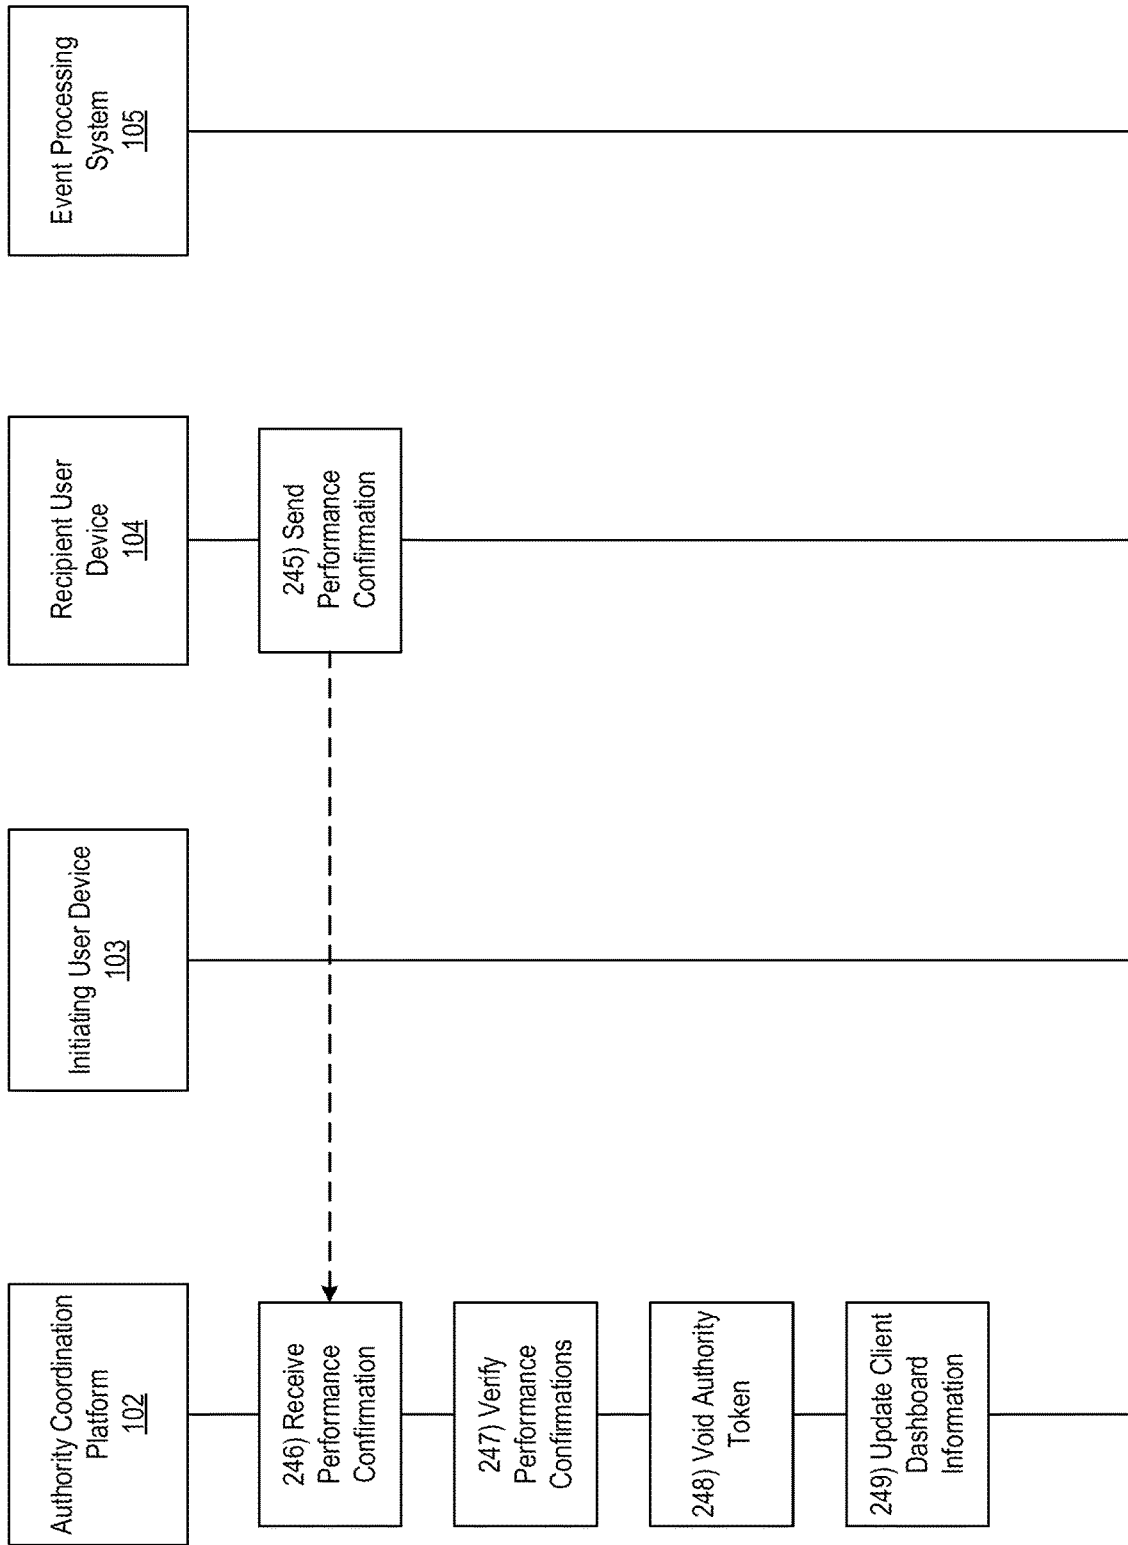 Authority Coordination
Platform
102
Initiating User Device
103
Recipient User
Device
104
Event Processing
System
105
245) Send
Performance
Confirmation
246) Receive
Performance
Confirmation
247) Verify
Performance
Confirmations
248) Void Authority
Token
249) Update Client
Dashboard
Information